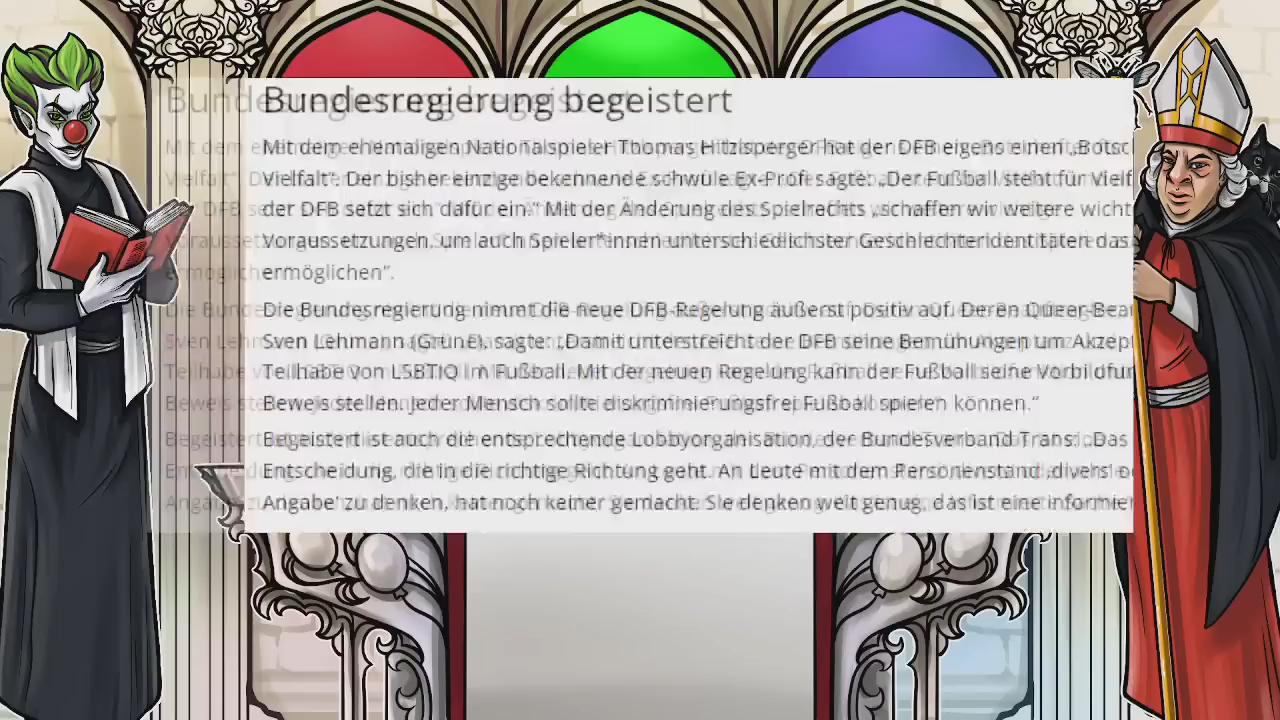 Bundesregierung begeistert
Mit dem ehemaligen Nationalspieler Thomas Hitzlsperger hat der DFB eigens einen „Botsc
Vielfalt“. Der bisher einzige bekennende schwule Ex-Profi sagte: „Der Fußball steht für Vielf
der DFB setzt sich dafür ein.“ Mit der Änderung des Spielrechts „schaffen wir weitere wicht
Voraussetzungen, um auch Spieler*innen unterschiedlichster Geschlechteridentitäten das
ermöglichen“.
Die Bundesregierung nimmt die neue DFB-Regelung äußerst positiv auf. Deren Queer-Bear
Sven Lehmann (Grüne), sagte: „Damit unterstreicht der DFB seine Bemühungen um Akzep
Teilhabe von LSBTIQ im Fußball. Mit der neuen Regelung kann der Fußball seine Vorbildfun
Beweis stellen. Jeder Mensch sollte diskriminierungsfrei Fußball spielen können.“
Begeistert ist auch die entsprechende Lobbyorganisation, der Bundesverband Trans: „Das
Entscheidung, die in die richtige Richtung geht. An Leute mit dem Personenstand ‚divers‘
Angabe‘ zu denken, hat noch keiner gemacht. Sie denken weit genug, das ist eine informier